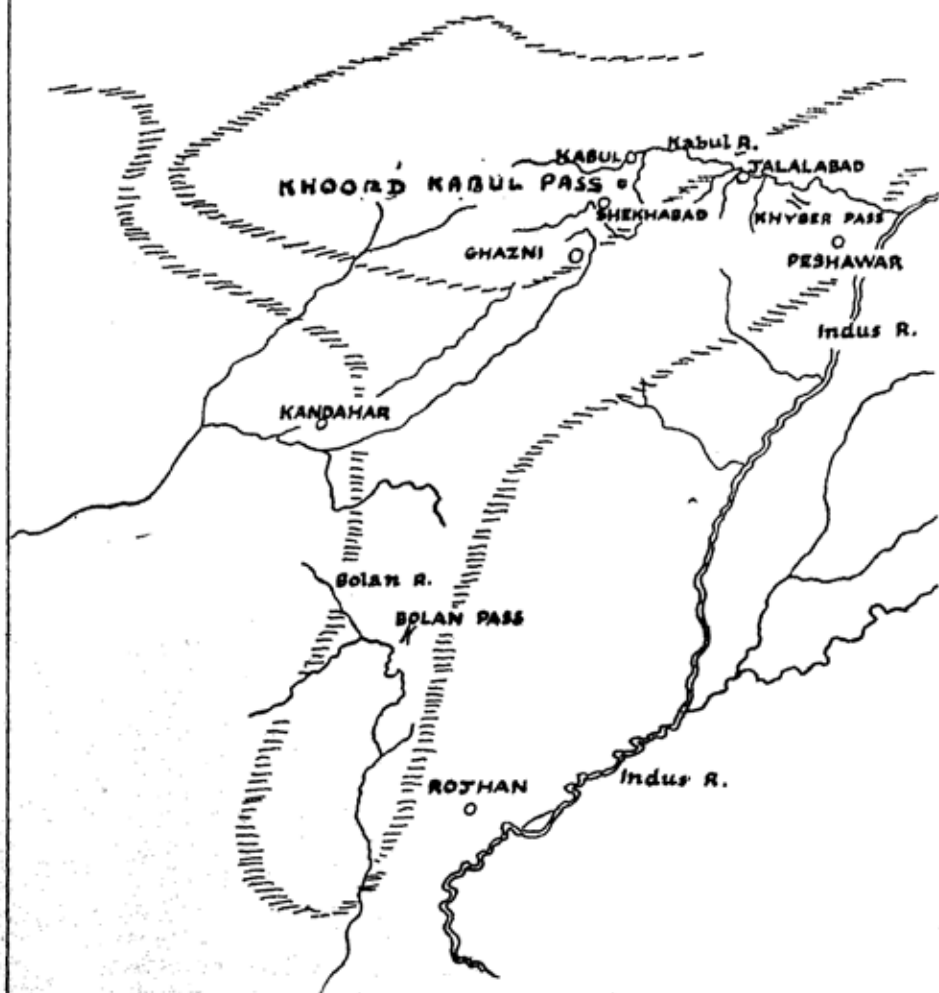 KABUL
Kabul R.
JALALABAD
KHOORD KABUL PASS
SHEKHABAD
KHYBER PASS
GHAZNI
PESHAWAR
Indus R.
KANDAHAR
Bolan R.
BOLAN PASS
Indus R.
ROJHAN